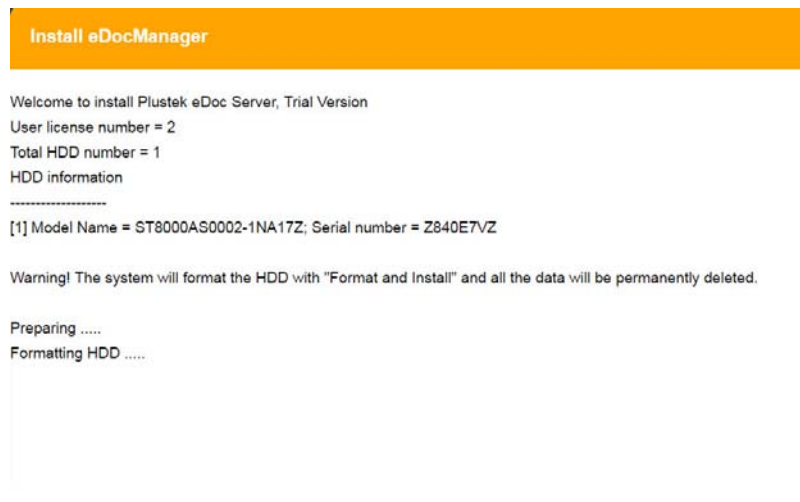 Install eDocManager
Welcome to install Plustek eDoc Server, Trial Version
User license number = 2
Total HDD number = 1
HDD information
-------------------
[1] Model Name = ST8000AS0002-1NA17Z; Serial number = Z840E7VZ
Warning! The system will format the HDD with "Format and Install" and all the data will be permanently deleted.
Preparing .....
Formatting HDD .....